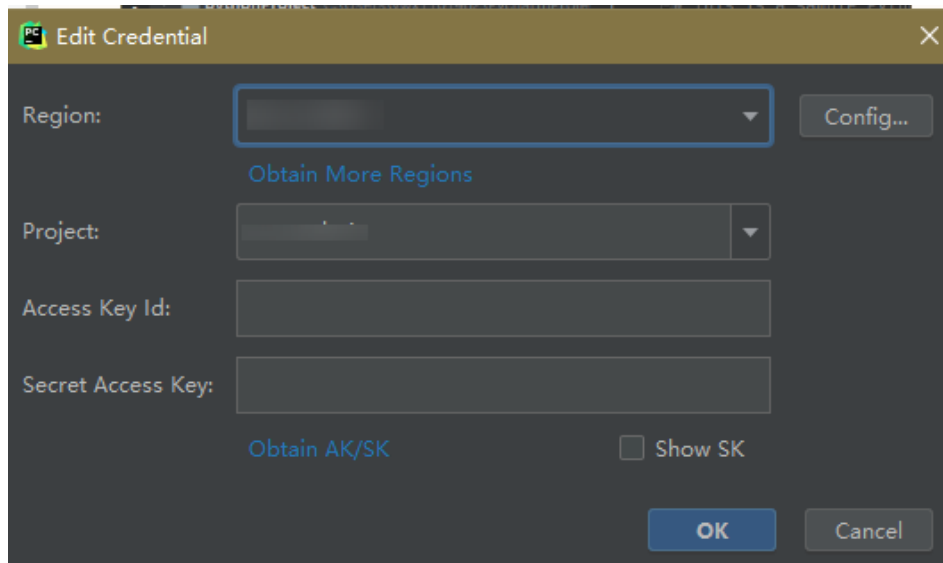 PC
Edit Credential
Region:
Config...
Obtain More Regions
Project:
Access Key Id:
Secret Access Key:
Obtain AK/SK
Show SK
OK
Cancel